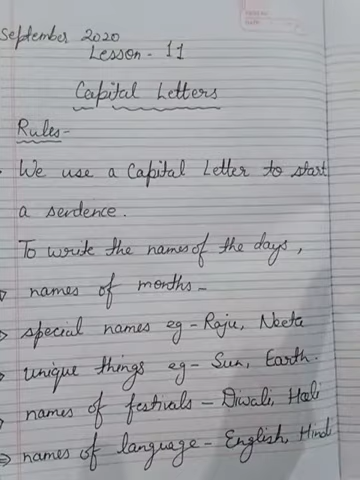 September 2020
Lesson - 11
Capital Letters
Rules -
We use a Capital Letter to start
a sentence.
To write the names of the days,
names of months -
special names eg - Raju, Neeta
unique things eg - Sun, Earth.
names of festivals - Diwali, Holi
names of language - English, Hindi